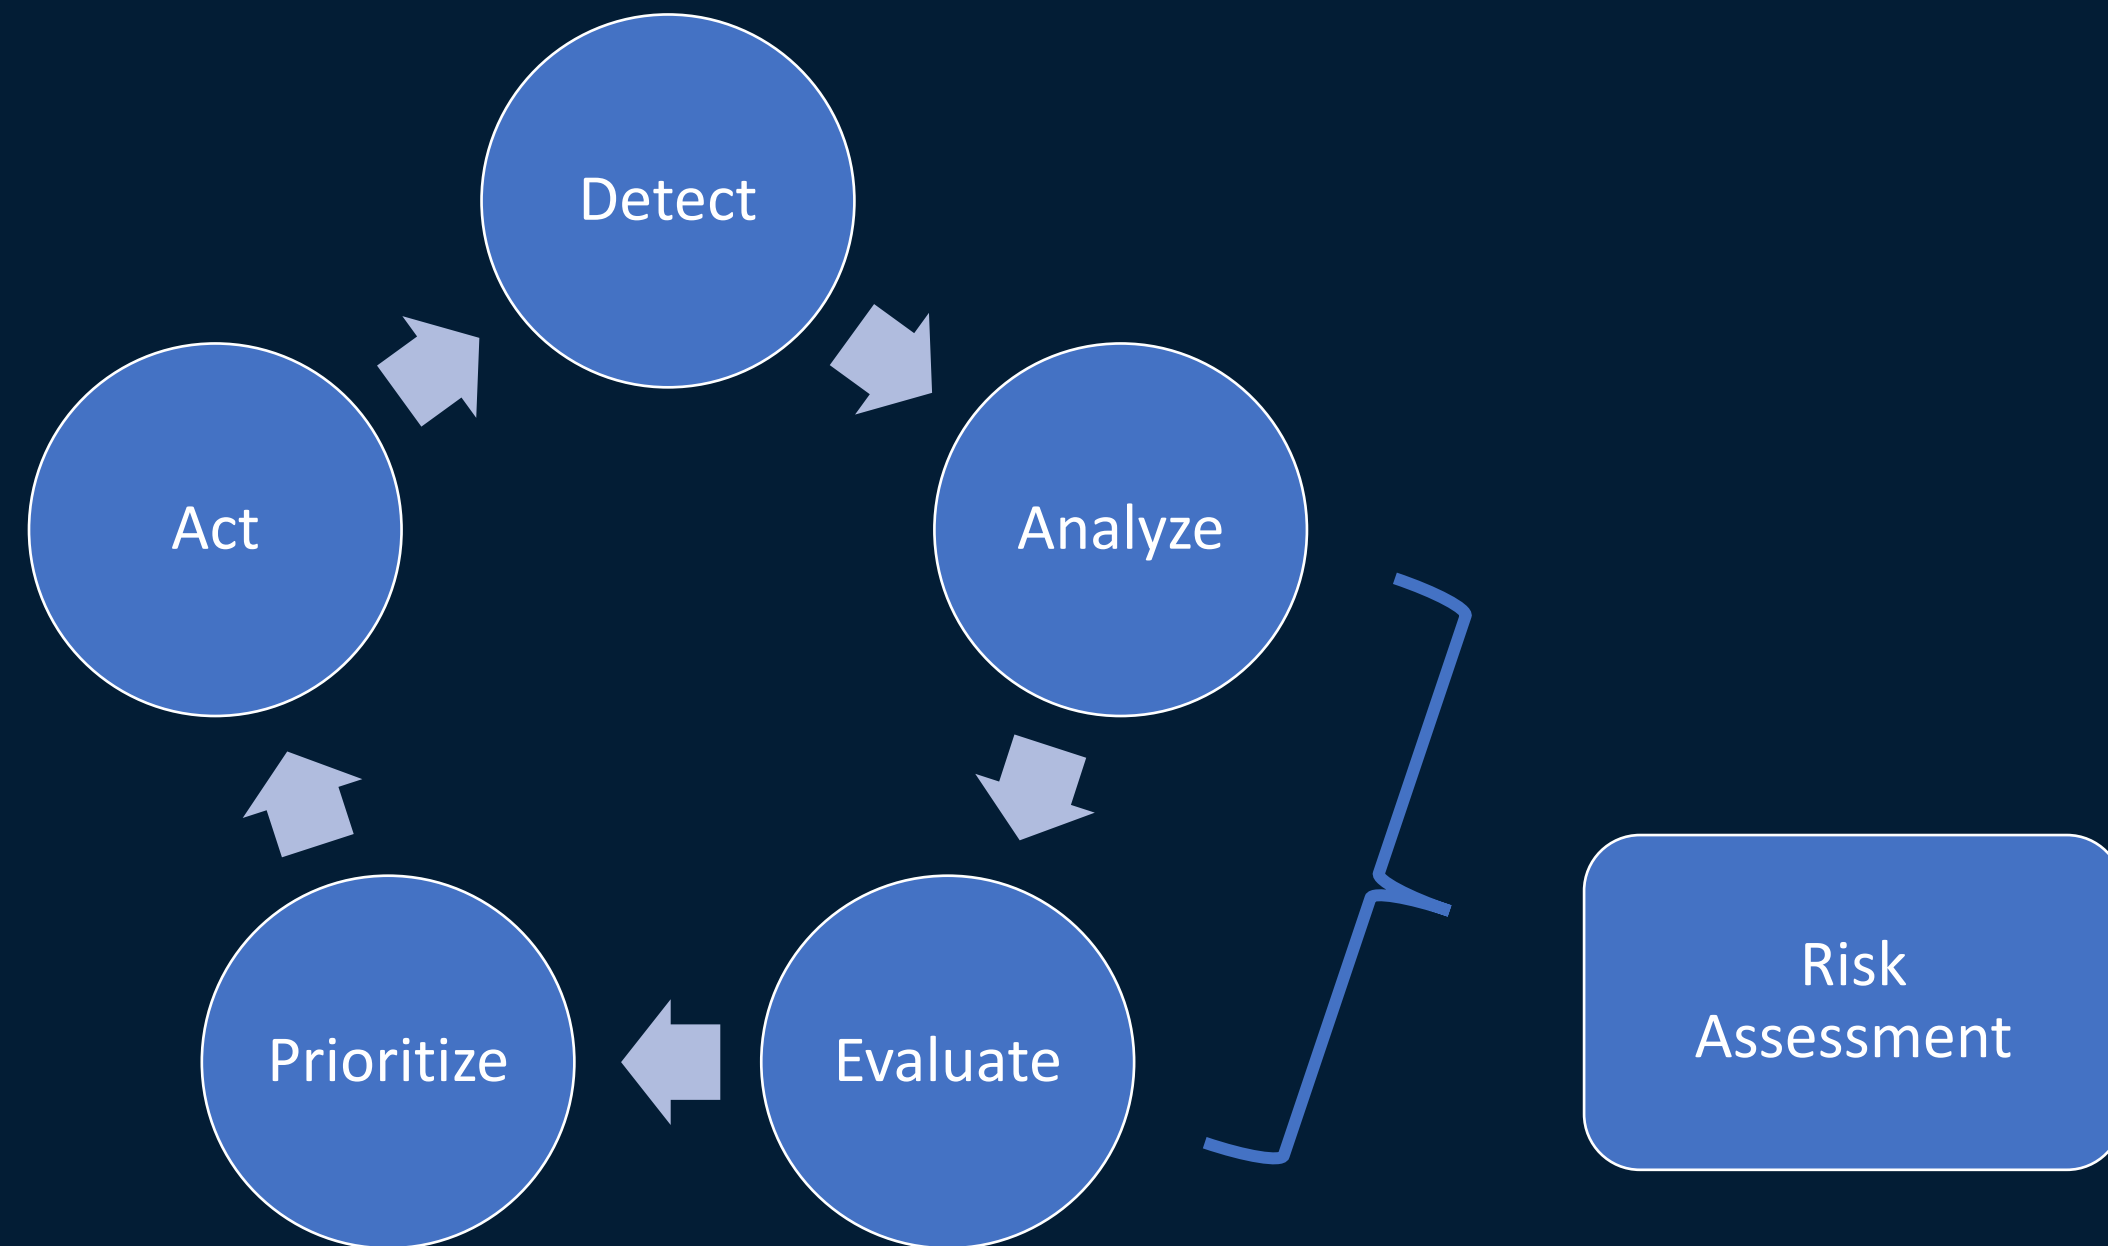 Detect
Act
Analyze
Prioritize
Evaluate
Risk
Assessment